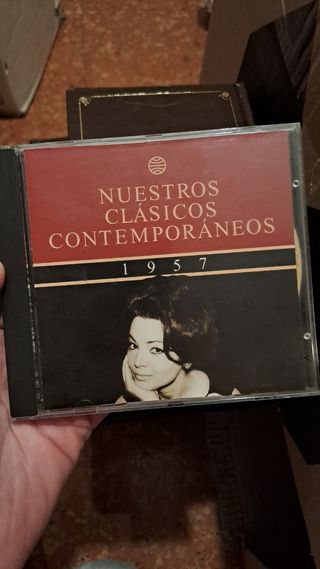 NUESTROS
CLÁSICOS
CONTEMPORÁNEOS
1957